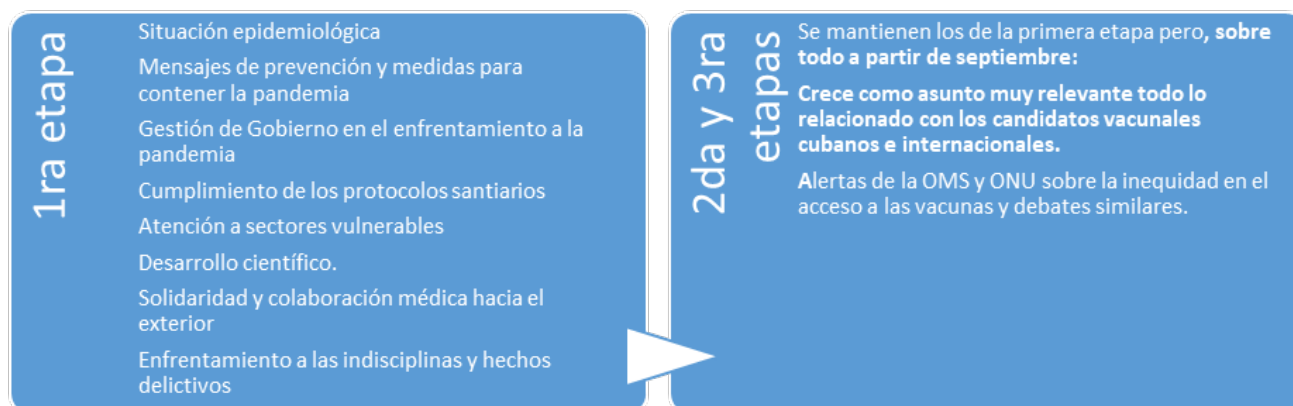 1ra etapa
Situación epidemiológica
Mensajes de prevención y medidas para
contener la pandemia
Gestión de Gobierno en el enfrentamiento a la
pandemia
Cumplimiento de los protocolos santiarios
Atención a sectores vulnerables
Desarrollo científico.
Solidaridad y colaboración médica hacia el
exterior
Enfrentamiento a las indisciplinas y hechos
delictivos
2da y 3ra
etapas
Se mantienen los de la primera etapa pero, sobre
todo a partir de septiembre:
Crece como asunto muy relevante todo lo
relacionado con los candidatos vacunales
cubanos e internacionales.
Alertas de la OMS y ONU sobre la inequidad en el
acceso a las vacunas y debates similares.